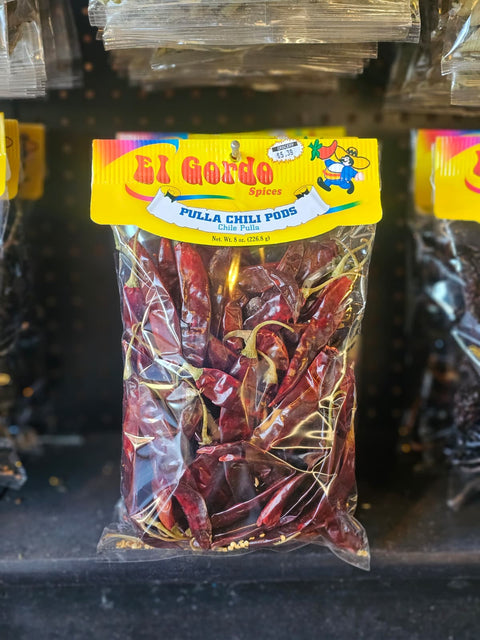 El Gordo
Spices
PULLA CHILI PODS
Chile Pulla
Net. Wt. 8 oz. (226.8 g)